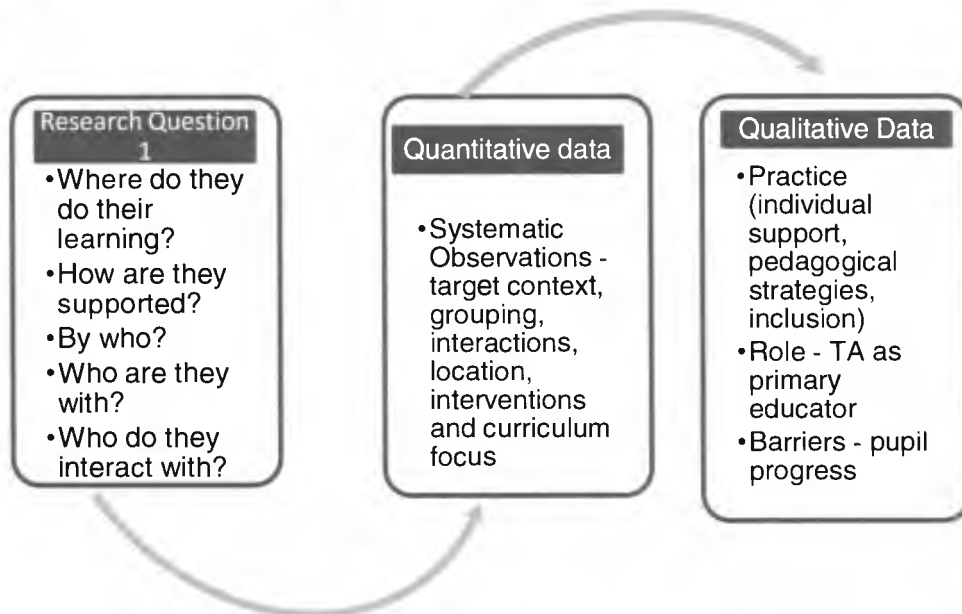 Research Question
1
•Where do they
do their
learning?
•How are they
supported?
•By who?
•Who are they
with?
•Who do they
interact with?
Quantitative data
•Systematic
Observations -
target context,
grouping,
interactions,
location,
interventions
and curriculum
focus
Qualitative Data
•Practice
(individual
support,
pedagogical
strategies,
inclusion)
•Role - TA as
primary
educator
•Barriers - pupil
progress